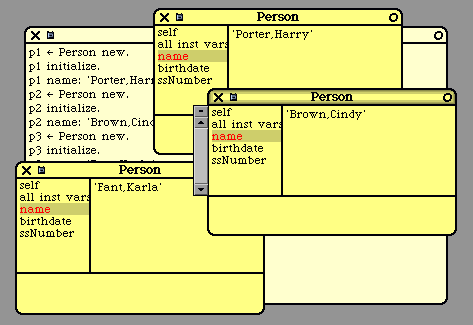 Person
self
all inst vars
name
birthdate
ssNumber
'Porter,Harry'
p1 ← Person new.
p1 initialize.
p1 name: 'Porter,Harr
p2 ← Person new.
p2 initialize.
p2 name: 'Brown,Cind
p3 ← Person new.
p3 initialize.
Person
self
all inst vars
name
birthdate
ssNumber
'Brown,Cindy'
Person
self
all inst vars
name
birthdate
ssNumber
'Fant,Karla'